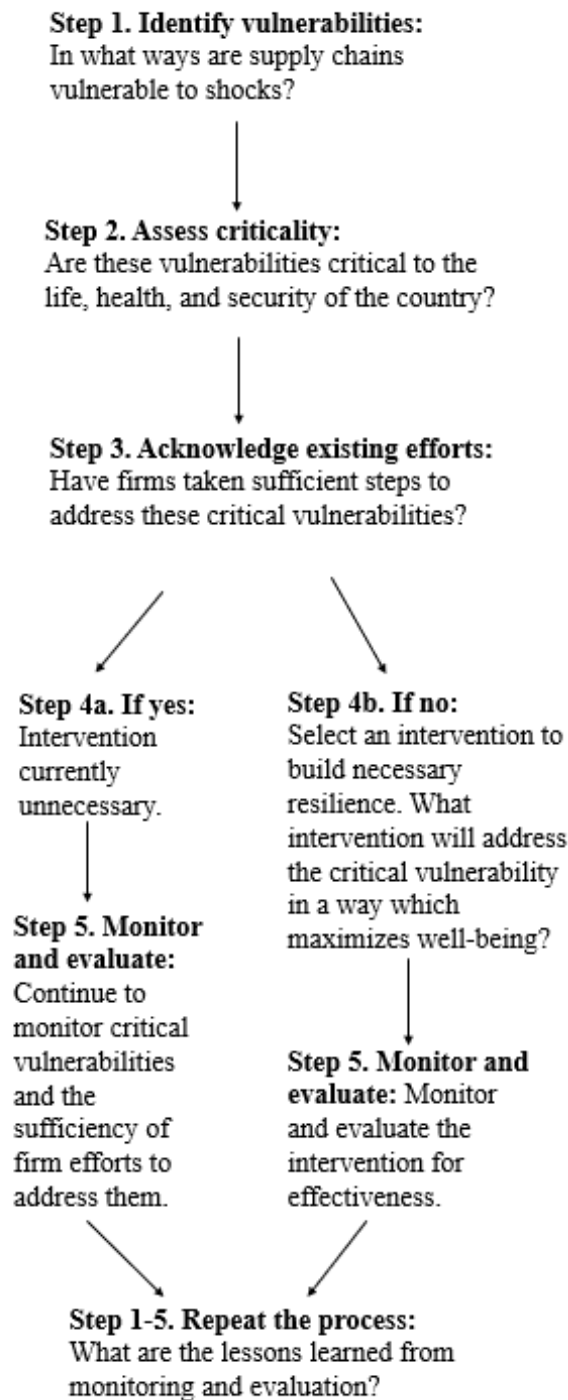 Step 1. Identify vulnerabilities:
In what ways are supply chains
vulnerable to shocks?
Step 2. Assess criticality:
Are these vulnerabilities critical to the
life, health, and security of the country?
Step 3. Acknowledge existing efforts:
Have firms taken sufficient steps to
address these critical vulnerabilities?
Step 4a. If yes:
Intervention
currently
unnecessary.
Step 5. Monitor
and evaluate:
Continue to
monitor critical
vulnerabilities
and the
sufficiency of
firm efforts to
address them.
Step 4b. If no:
Select an intervention to
build necessary
resilience. What
intervention will address
the critical vulnerability
in a way which
maximizes well-being?
Step 5. Monitor and
evaluate: Monitor
and evaluate the
intervention for
effectiveness.
Step 1-5. Repeat the process:
What are the lessons learned from
monitoring and evaluation?